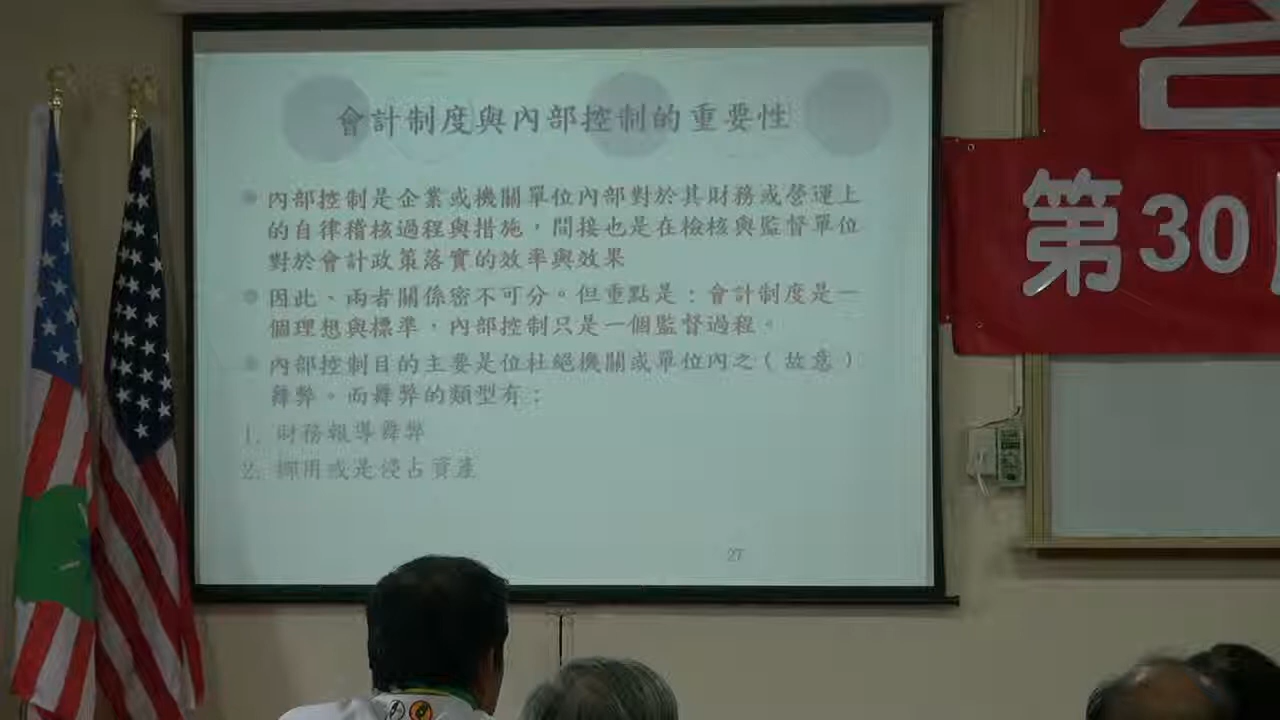 會計制度與內部控制的重要性
內部控制是企業或機關單位內部對於其財務或營運上
的自律稽核過程與措施，間接也是在檢核與監督單位
對於會計政策落實的效率與效果
因此、兩者關係密不可分。但重點是：會計制度是一
個理想與標準，內部控制只是一個監督過程。
內部控制目的主要是位杜絕機關或單位內之（故意）
舞弊。而舞弊的類型有：
1. 財務報導舞弊
2. 挪用或是侵占資產
27
台
第30